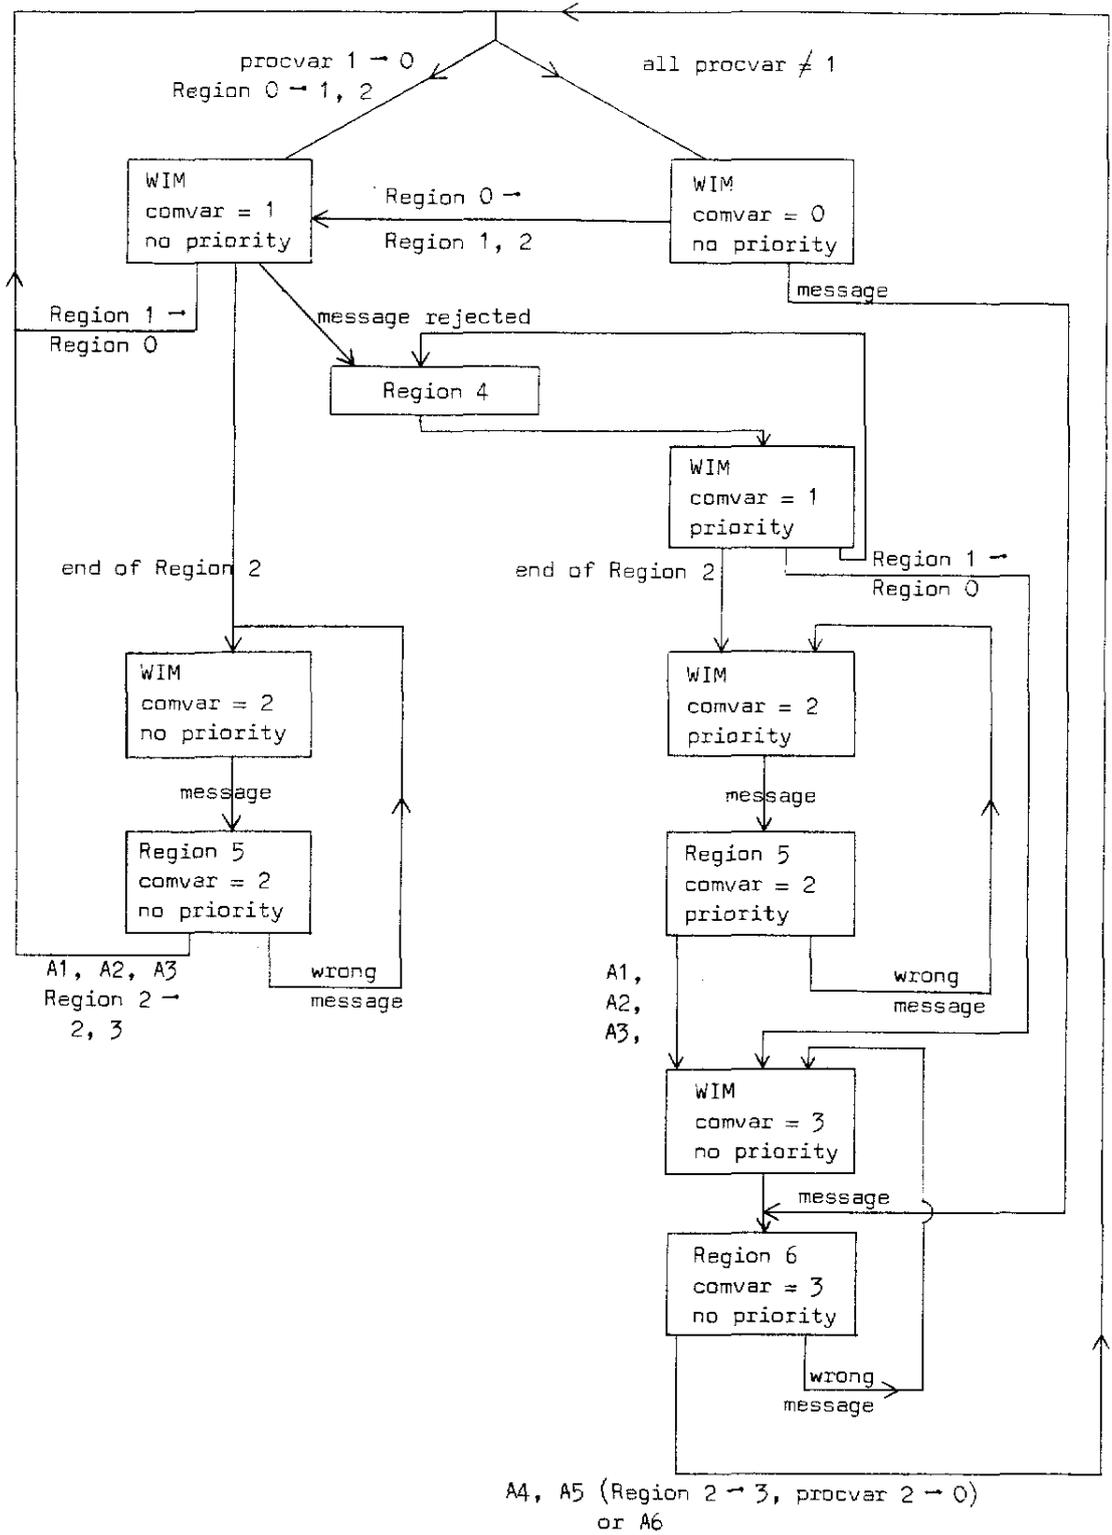 procvar 1 → 0
Region 0 → 1, 2
all procvar ≠ 1
WIM
comvar = 1
no priority
Region 0 →
Region 1, 2
WIM
comvar = 0
no priority
message
Region 1 →
Region 0
message rejected
Region 4
WIM
comvar = 1
priority
end of Region 2
end of Region 2
Region 1 →
Region 0
WIM
comvar = 2
no priority
WIM
comvar = 2
priority
message
message
Region 5
comvar = 2
no priority
Region 5
comvar = 2
priority
A1, A2, A3
Region 2 →
2, 3
wrong
message
A1,
A2,
A3,
wrong
message
WIM
comvar = 3
no priority
message
Region 6
comvar = 3
no priority
wrong
message
A4, A5 (Region 2 → 3, procvar 2 → 0)
or A6